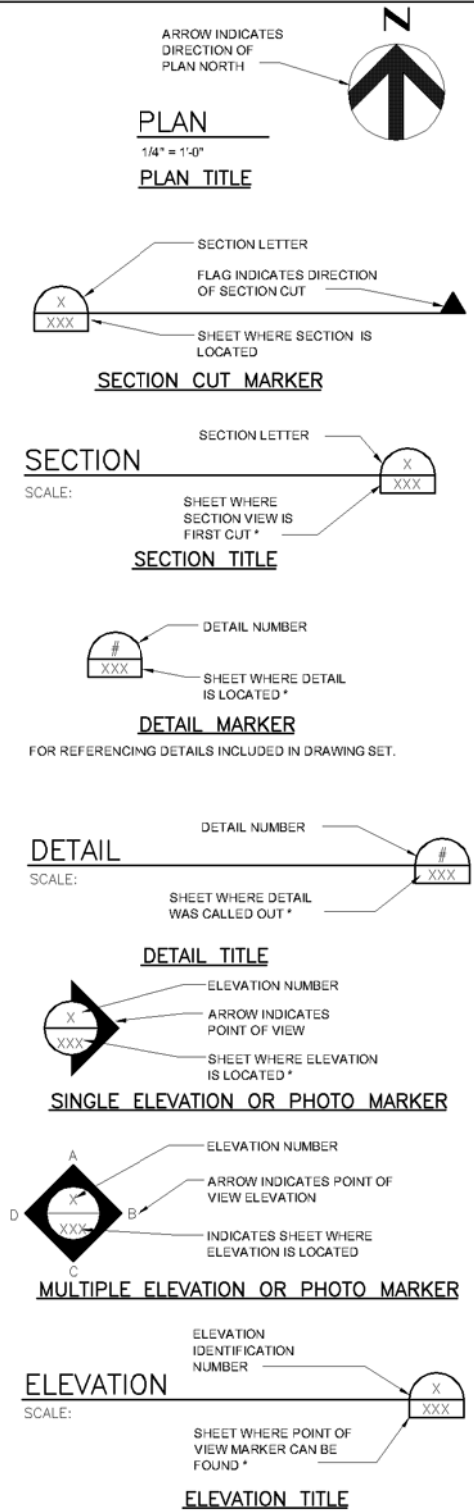 N
ARROW INDICATES
DIRECTION OF
PLAN NORTH
PLAN
1/4" = 1'-0"
PLAN TITLE
SECTION LETTER
FLAG INDICATES DIRECTION
OF SECTION CUT
X
XXX
SHEET WHERE SECTION IS
LOCATED
SECTION CUT MARKER
SECTION LETTER
SECTION
X
XXX
SCALE:
SHEET WHERE
SECTION VIEW IS
FIRST CUT *
SECTION TITLE
DETAIL NUMBER
#
XXX
SHEET WHERE DETAIL
IS LOCATED *
DETAIL MARKER
FOR REFERENCING DETAILS INCLUDED IN DRAWING SET.
DETAIL NUMBER
DETAIL
#
XXX
SCALE:
SHEET WHERE DETAIL
WAS CALLED OUT *
DETAIL TITLE
ELEVATION NUMBER
X
ARROW INDICATES
POINT OF VIEW
XXX
SHEET WHERE ELEVATION
IS LOCATED *
SINGLE ELEVATION OR PHOTO MARKER
ELEVATION NUMBER
A
X
ARROW INDICATES POINT OF
VIEW ELEVATION
D
B
XXX
INDICATES SHEET WHERE
ELEVATION IS LOCATED
C
MULTIPLE ELEVATION OR PHOTO MARKER
ELEVATION
IDENTIFICATION
NUMBER
ELEVATION
X
XXX
SCALE:
SHEET WHERE POINT OF
VIEW MARKER CAN BE
FOUND *
ELEVATION TITLE